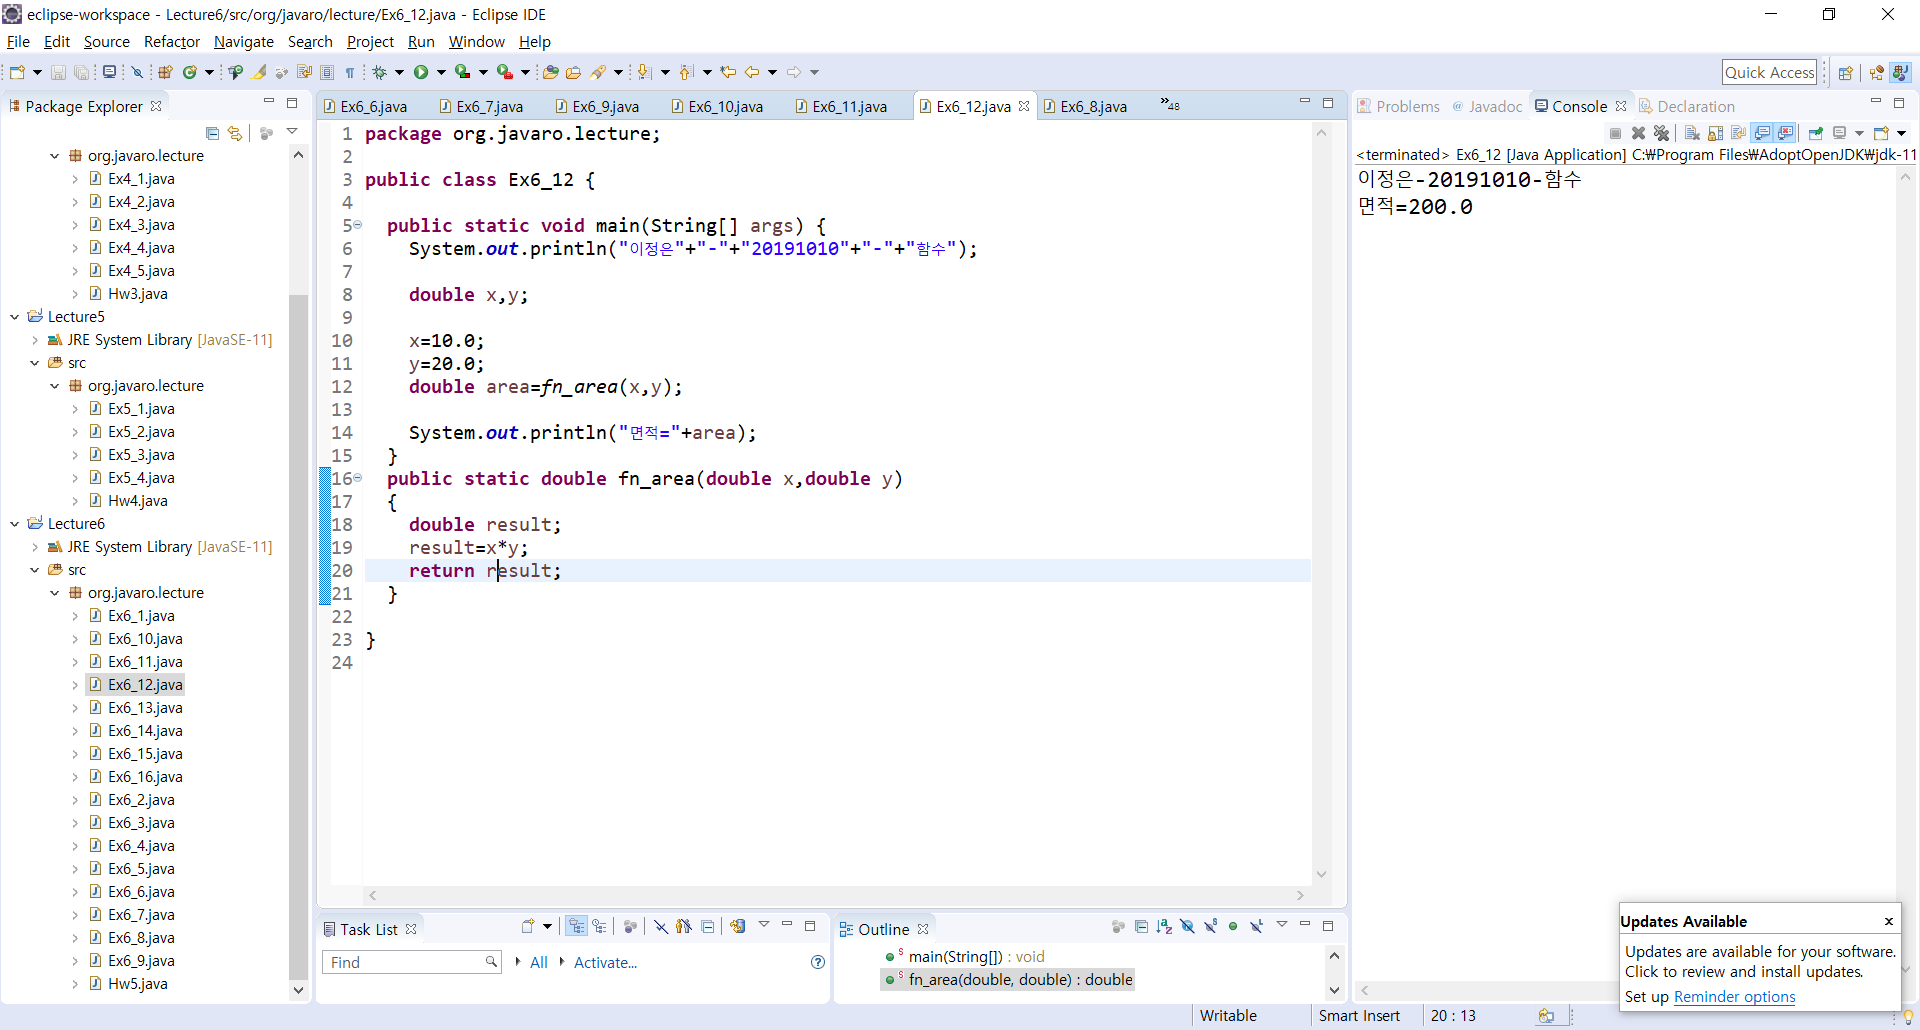 eclipse-workspace - Lecture6/src/org/javaro/lecture/Ex6_12.java - Eclipse IDE
File Edit Source Refactor Navigate Search Project Run Window Help
Quick Access
Package Explorer
org.javaro.lecture
Ex4_1.java
Ex4_2.java
Ex4_3.java
Ex4_4.java
Ex4_5.java
Hw3.java
Lecture5
JRE System Library [JavaSE-11]
src
org.javaro.lecture
Ex5_1.java
Ex5_2.java
Ex5_3.java
Ex5_4.java
Hw4.java
Lecture6
JRE System Library [JavaSE-11]
src
org.javaro.lecture
Ex6_1.java
Ex6_10.java
Ex6_11.java
Ex6_12.java
Ex6_13.java
Ex6_14.java
Ex6_15.java
Ex6_16.java
Ex6_2.java
Ex6_3.java
Ex6_4.java
Ex6_5.java
Ex6_6.java
Ex6_7.java
Ex6_8.java
Ex6_9.java
Hw5.java
Ex6_6.java Ex6_7.java Ex6_9.java Ex6_10.java Ex6_11.java Ex6_12.java Ex6_8.java »48
1 package org.javaro.lecture;
2
3 public class Ex6_12 {
4
5 public static void main(String[] args) {
6 System.out.println("이정은"+"-"+"20191010"+"-"+"함수");
7
8 double x,y;
9
10 x=10.0;
11 y=20.0;
12 double area=fn_area(x,y);
13
14 System.out.println("면적="+area);
15 }
16 public static double fn_area(double x,double y)
17 {
18 double result;
19 result=x*y;
20 return result;
21 }
22
23 }
24
Task List
Find
All
Activate...
Outline
main(String[]) : void
fn_area(double, double) : double
Problems Javadoc Console Declaration
<terminated> Ex6_12 [Java Application] C:₩Program Files₩AdoptOpenJDK₩jdk-11
이정은-20191010-함수
면적=200.0
Updates Available x
Updates are available for your software.
Click to review and install updates.
Set up Reminder options
Writable Smart Insert 20 : 13